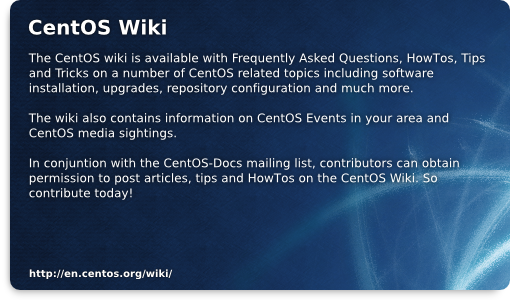 CentOS Wiki
The CentOS wiki is available with Frequently Asked Questions, HowTos, Tips
and Tricks on a number of CentOS related topics including software
installation, upgrades, repository configuration and much more.
The wiki also contains information on CentOS Events in your area and
CentOS media sightings.
In conjuntion with the CentOS-Docs mailing list, contributors can obtain
permission to post articles, tips and HowTos on the CentOS Wiki. So
contribute today!
http://en.centos.org/wiki/